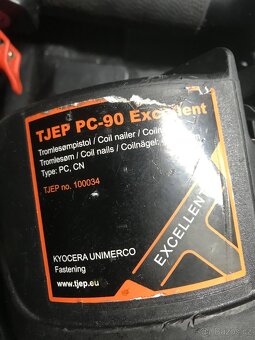 TJEP PC-90 Excellent
Tromlesømpistol / Coil nailer /
Tromlesøm / Coil nails / Coilnägel,
Type: PC, CN
TJEP no. 100034
EXCELLENT
KYOCERA UNIMERCO
Fastening
www.tjep.eu